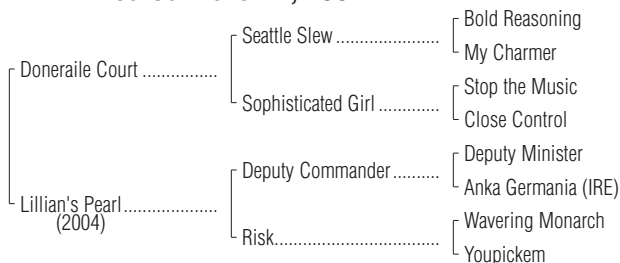 Bold Reasoning
Seattle Slew .......................
My Charmer
Doneraile Court ................
Stop the Music
Sophisticated Girl .............
Close Control
Deputy Minister
Deputy Commander ..........
Anka Germania (IRE)
Lillian's Pearl ....................
(2004)
Wavering Monarch
Risk ....................................
Youpickem